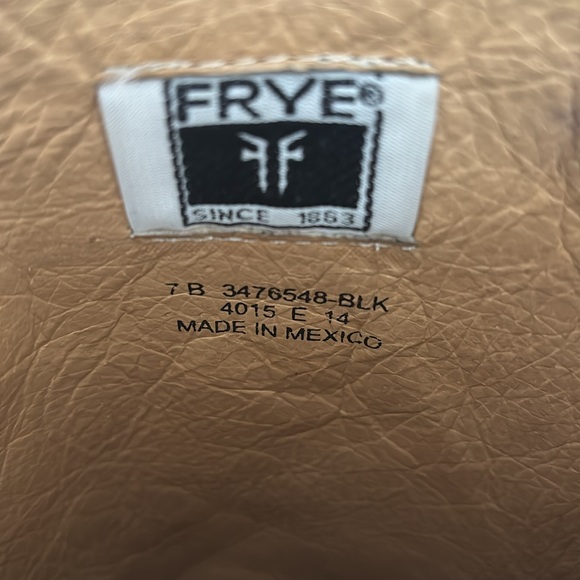 FRYE®
SINCE 1863
7 B 3476548-BLK
4015 E 14
MADE IN MEXICO